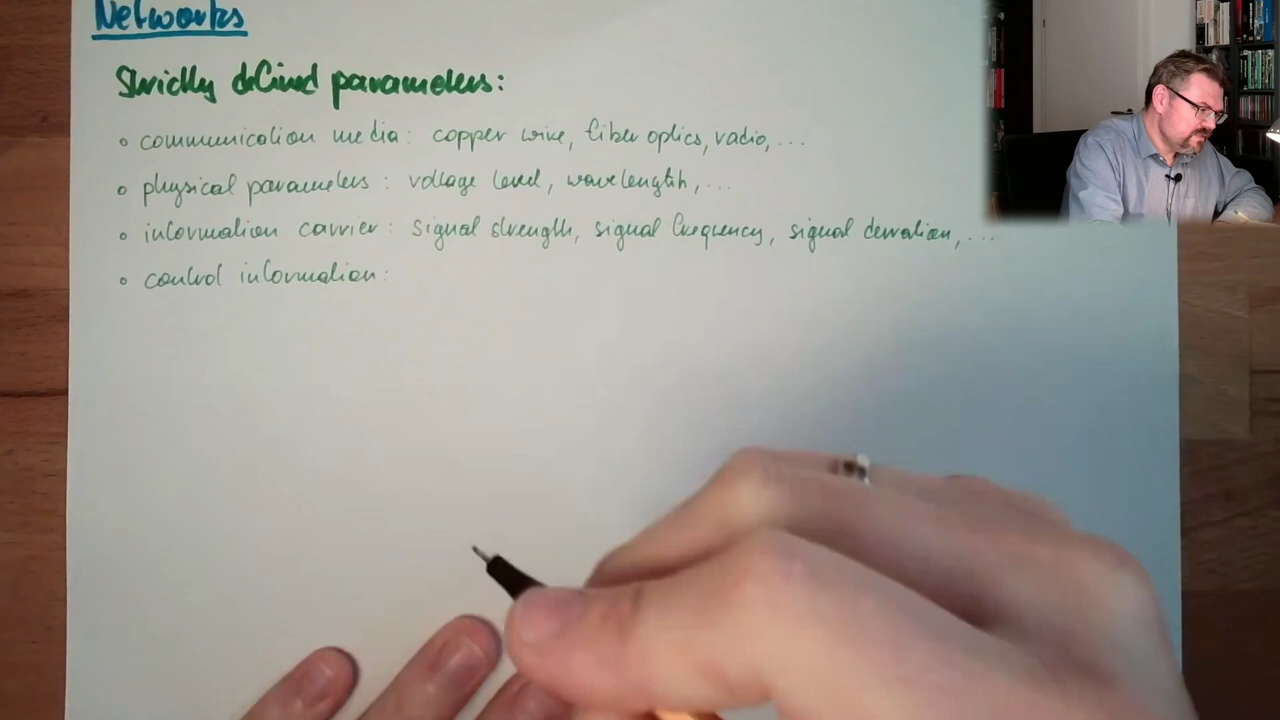 Networks
Strictly defined parameters:
◦ communication media: copper wire, fiber optics, radio, ...
◦ physical parameters: voltage level, wavelength, ...
◦ information carrier: signal strength, signal frequency, signal derration, ...
◦ control information: